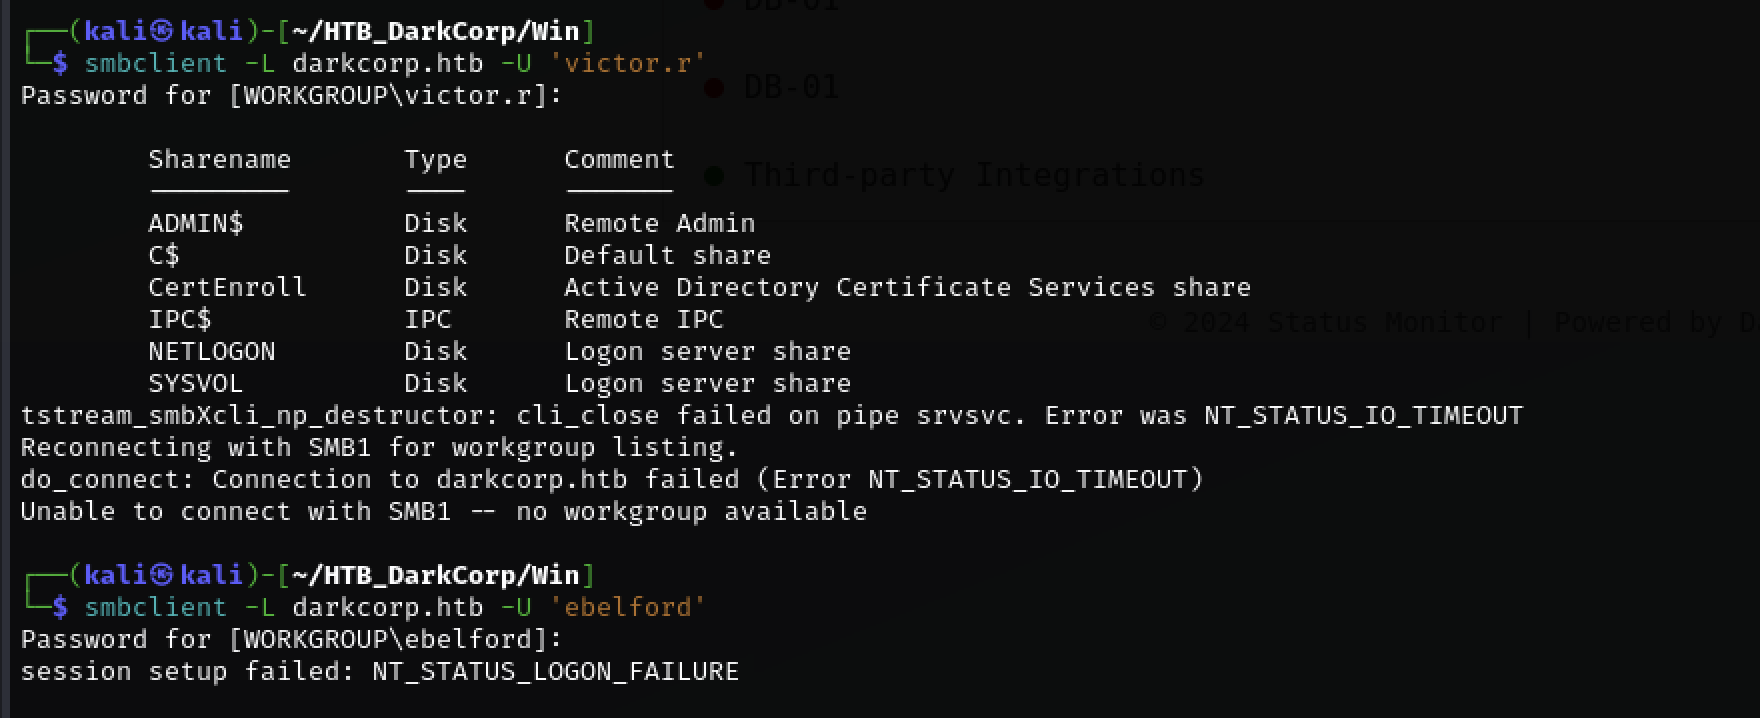 ┌──(kali㉿kali)-[~/HTB_DarkCorp/Win]
DB-01
└─$ smbclient -L darkcorp.htb -U 'victor.r'
Password for [WORKGROUP\victor.r]:
DB-01
Sharename Type Comment
--------- ---- -------
Third-party Integrations
ADMIN$ Disk Remote Admin
C$ Disk Default share
CertEnroll Disk Active Directory Certificate Services share
IPC$ IPC Remote IPC
© 2024 Status Monitor | Powered by D
NETLOGON Disk Logon server share
SYSVOL Disk Logon server share
tstream_smbXcli_np_destructor: cli_close failed on pipe srvsvc. Error was NT_STATUS_IO_TIMEOUT
Reconnecting with SMB1 for workgroup listing.
do_connect: Connection to darkcorp.htb failed (Error NT_STATUS_IO_TIMEOUT)
Unable to connect with SMB1 -- no workgroup available
┌──(kali㉿kali)-[~/HTB_DarkCorp/Win]
└─$ smbclient -L darkcorp.htb -U 'ebelford'
Password for [WORKGROUP\ebelford]:
session setup failed: NT_STATUS_LOGON_FAILURE